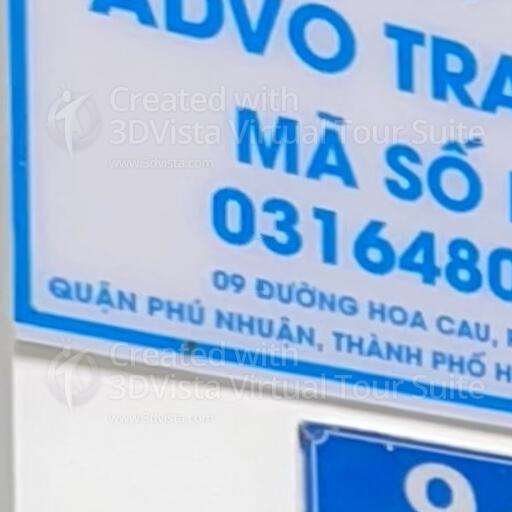 ADVO TRA
Created with
3DVista Virtual Tour Suite
www.3dvista.com
MÃ SỐ
0316480
09 ĐƯỜNG HOA CAU,
QUẬN PHÚ NHUẬN, THÀNH PHỐ H
Created with
3DVista Virtual Tour Suite
www.3dvista.com
9